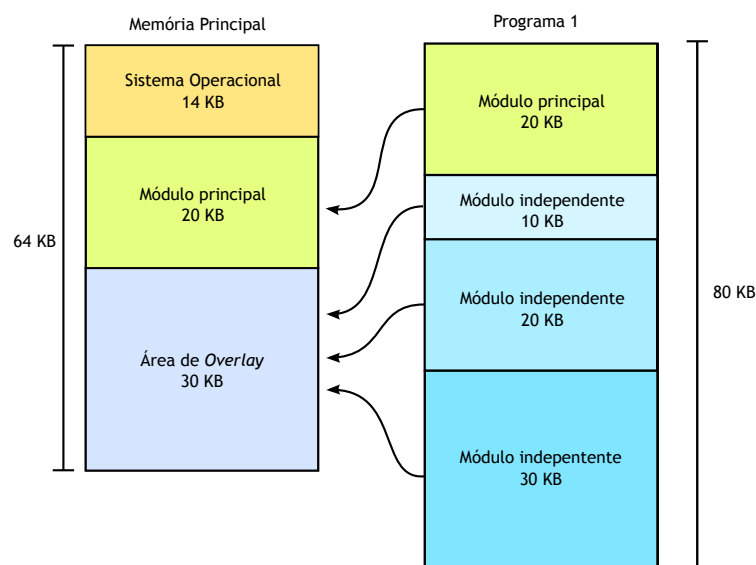 Memória Principal
Programa 1
Sistema Operacional
14 KB
Módulo principal
20 KB
Área de Overlay
30 KB
64 KB
Módulo principal
20 KB
Módulo independente
10 KB
Módulo independente
20 KB
Módulo indepentente
30 KB
80 KB